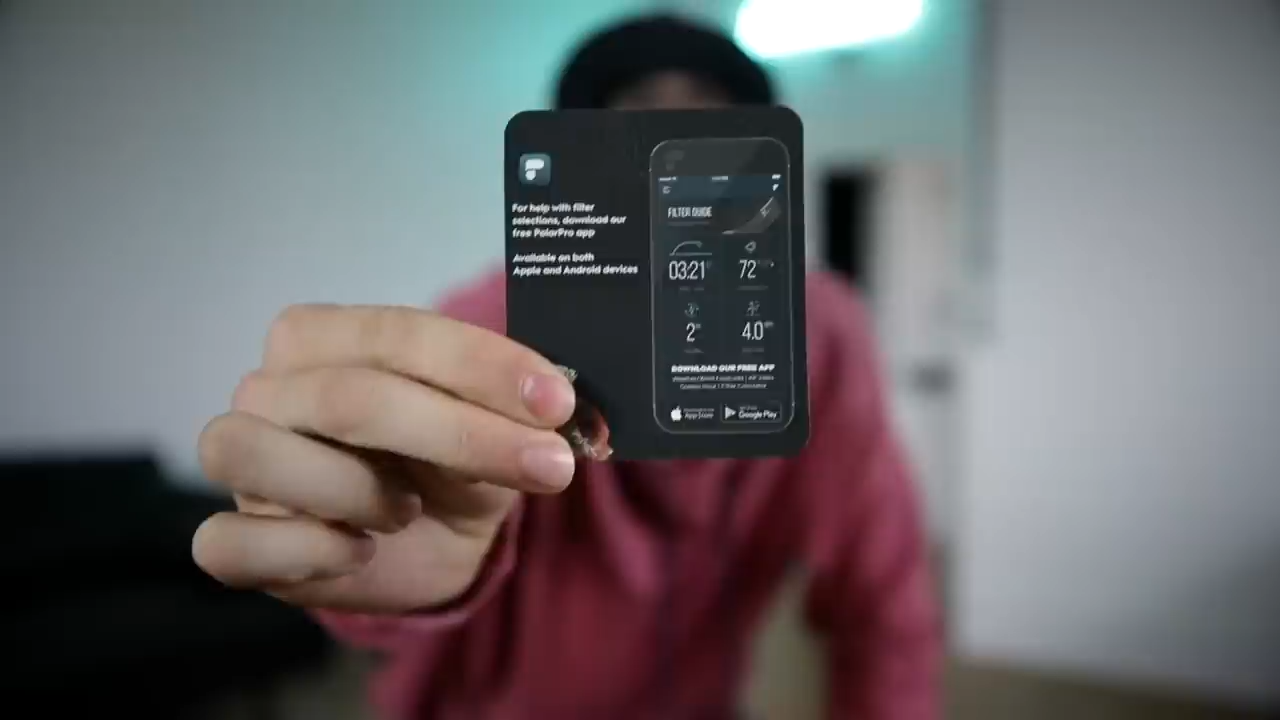 For help with filter
selections, download our
free PolarPro app
Available on both
Apple and Android devices
FILTER GUIDE
03:21
72
2
4.0
DOWNLOAD OUR FREE APP
App Store
Google Play